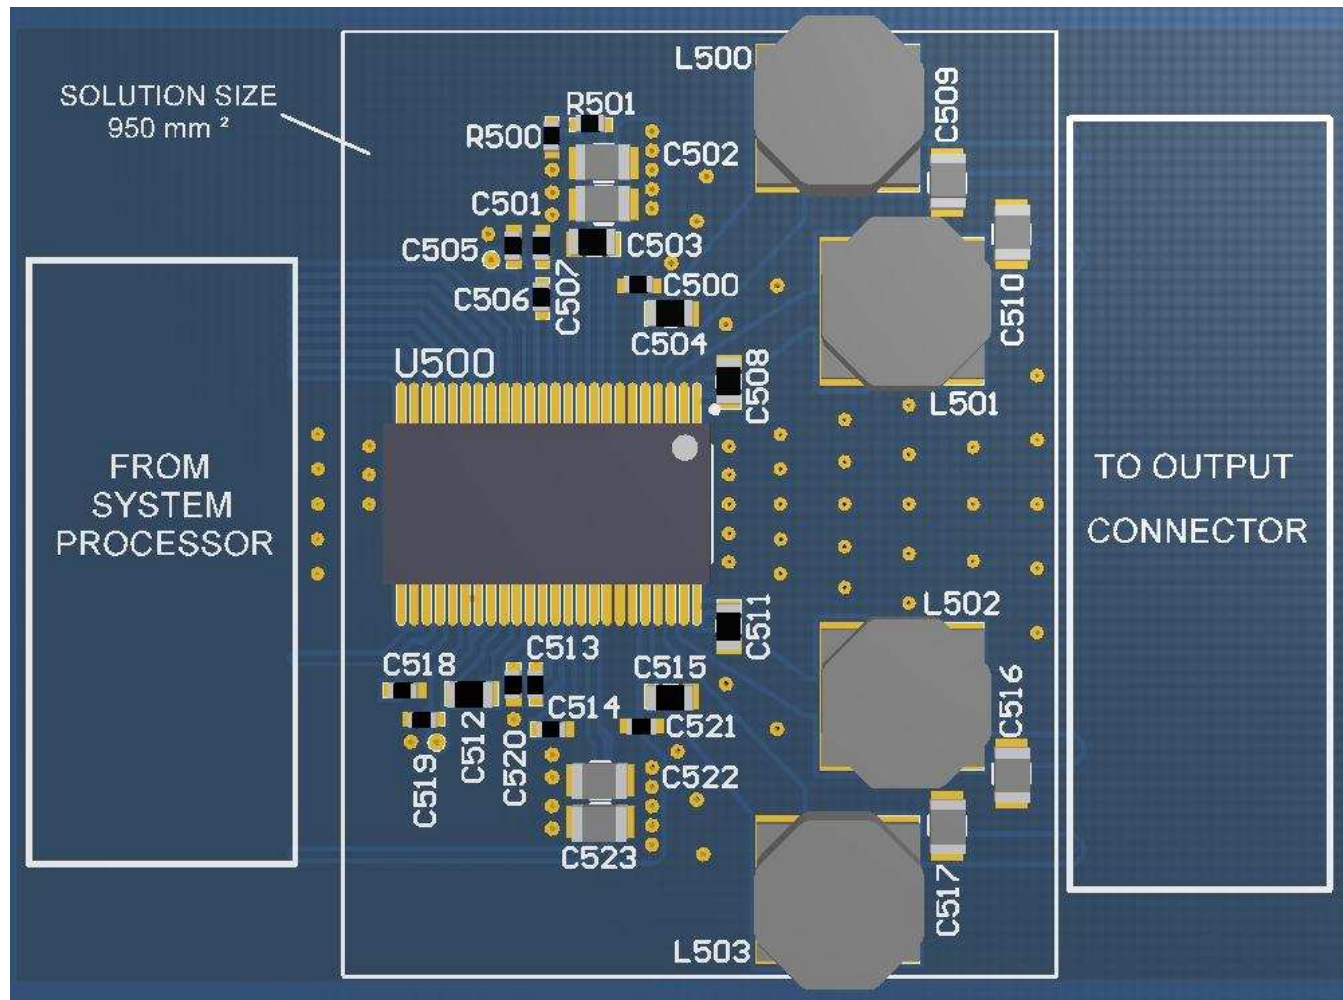 SOLUTION SIZE
950 mm ²
L500
C509
R501
R500
C502
C501
C505
C503
C506
C507
C500
C504
C510
U500
C508
L501
FROM
SYSTEM
PROCESSOR
TO OUTPUT
CONNECTOR
L502
C511
C513
C518
C515
C514
C521
C516
C512
C520
C519
C522
C523
C517
L503